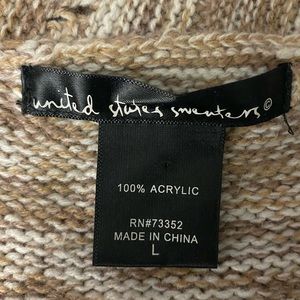 united states sweaters©
100% ACRYLIC
RN#73352
MADE IN CHINA
L